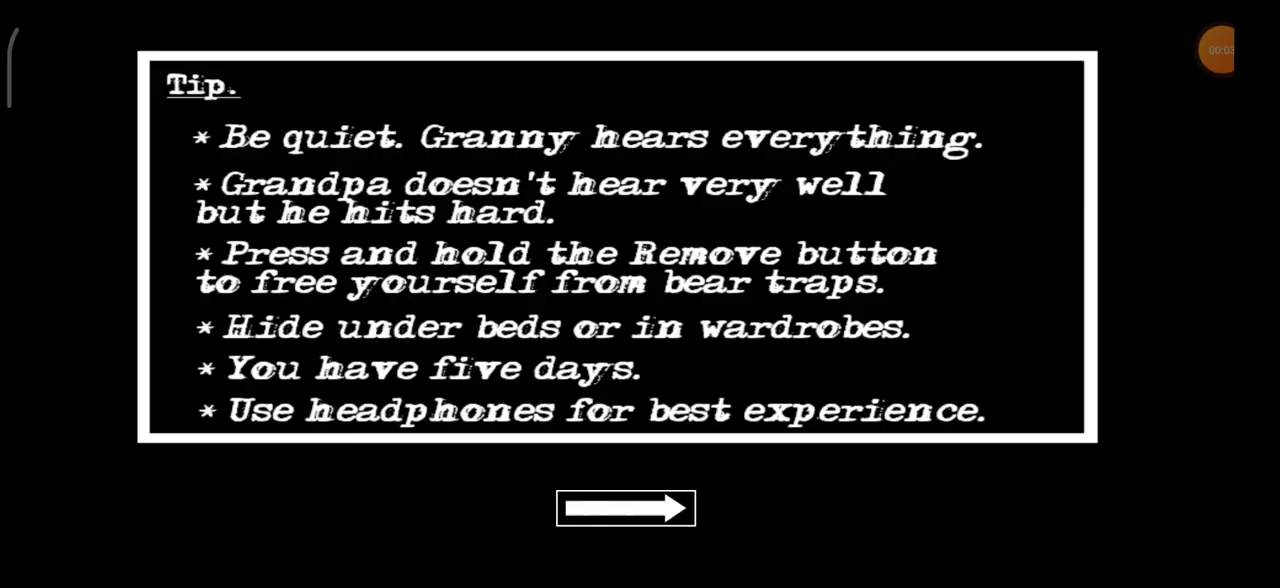 Tip.
* Be quiet. Granny hears everything.
* Grandpa doesn't hear very well
but he hits hard.
* Press and hold the Remove button
to free yourself from bear traps.
* Hide under beds or in wardrobes.
* You have five days.
* Use headphones for best experience.
00:03